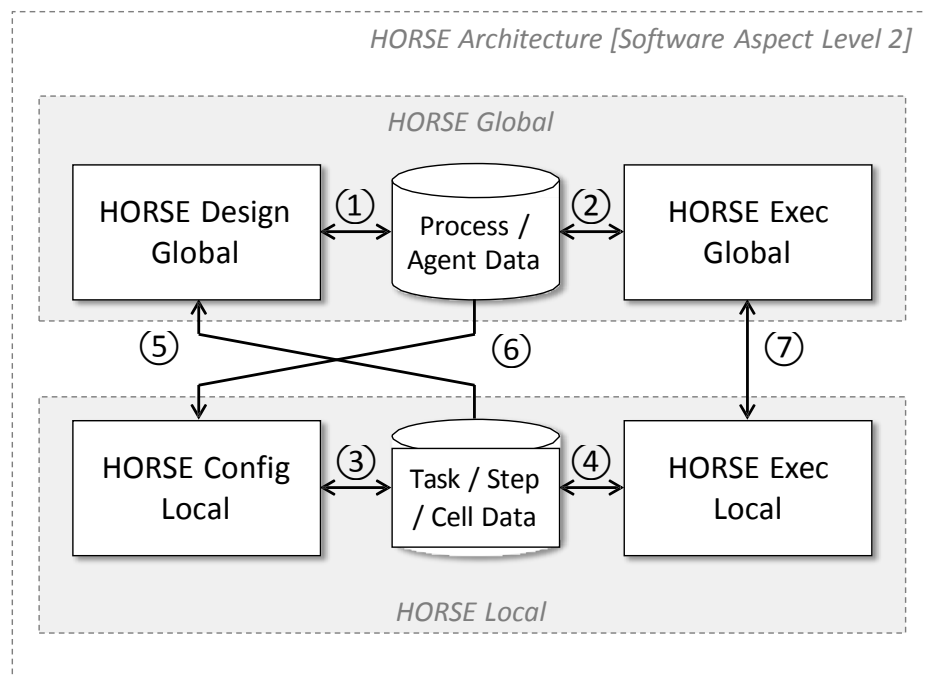 HORSE Architecture [Software Aspect Level 2]
HORSE Global
HORSE Design
Global
①
Process /
Agent Data
②
HORSE Exec
Global
⑤
⑥
⑦
HORSE Config
Local
③
Task / Step
/ Cell Data
④
HORSE Exec
Local
HORSE Local